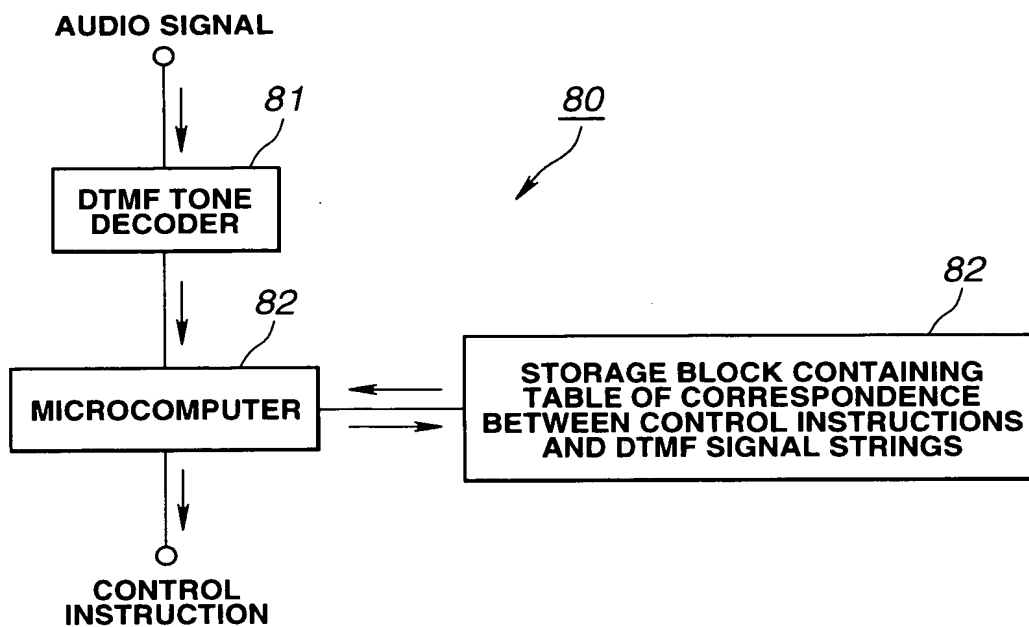 AUDIO SIGNAL
81
80
DTMF TONE
DECODER
82
82
MICROCOMPUTER
STORAGE BLOCK CONTAINING
TABLE OF CORRESPONDENCE
BETWEEN CONTROL INSTRUCTIONS
AND DTMF SIGNAL STRINGS
CONTROL
INSTRUCTION